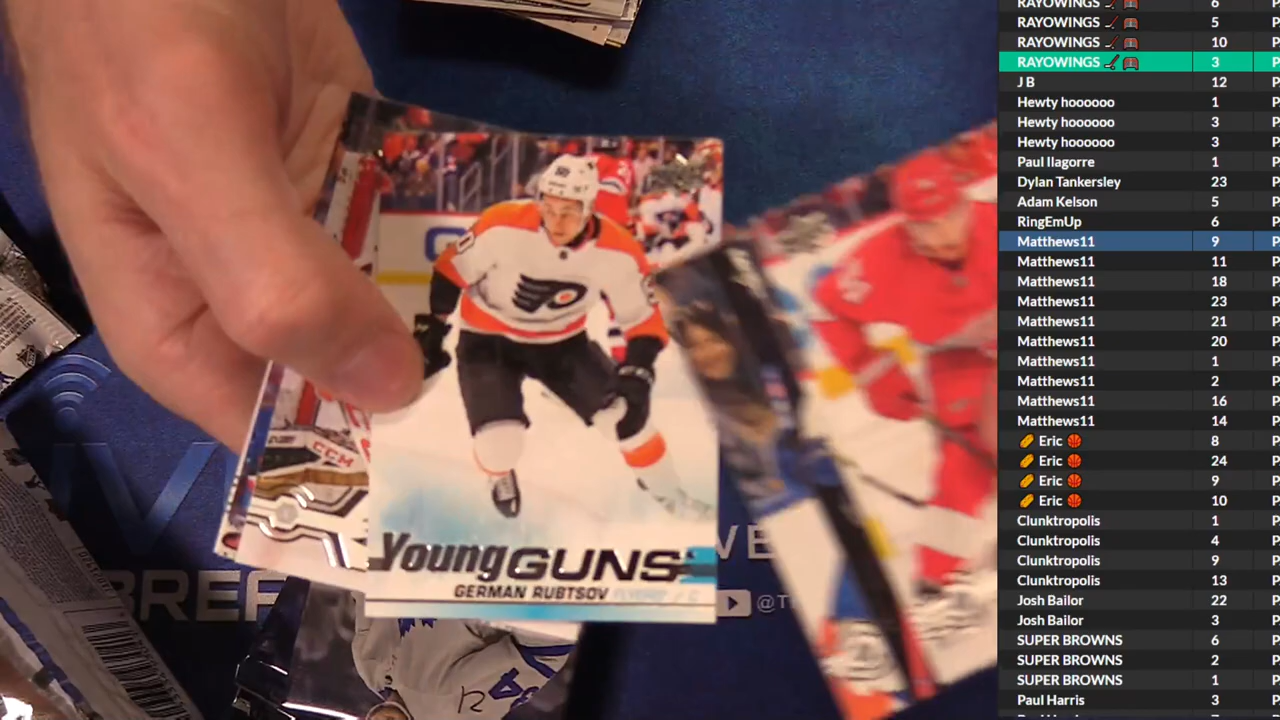 RAYOWINGS 🏒 🥅 6
RAYOWINGS 🏒 🥅 5
RAYOWINGS 🏒 🥅 10
RAYOWINGS 🏒 🥅 3
J B 12
Hewty hoooooo 1
Hewty hoooooo 3
Hewty hoooooo 3
Paul Ilagorre 1
Dylan Tankersley 23
Adam Kelson 5
RingEmUp 6
Matthews11 9
Matthews11 11
Matthews11 18
Matthews11 23
Matthews11 21
Matthews11 20
Matthews11 1
Matthews11 2
Matthews11 16
Matthews11 14
🌭 Eric 🏀 8
🌭 Eric 🏀 24
🌭 Eric 🏀 9
🌭 Eric 🏀 10
Clunktropolis 1
Clunktropolis 4
Clunktropolis 9
Clunktropolis 13
Josh Bailor 22
Josh Bailor 3
SUPER BROWNS 6
SUPER BROWNS 2
SUPER BROWNS 1
Paul Harris 3
CCM
Young GUNS
GERMAN RUBTSOV FLYERS / C